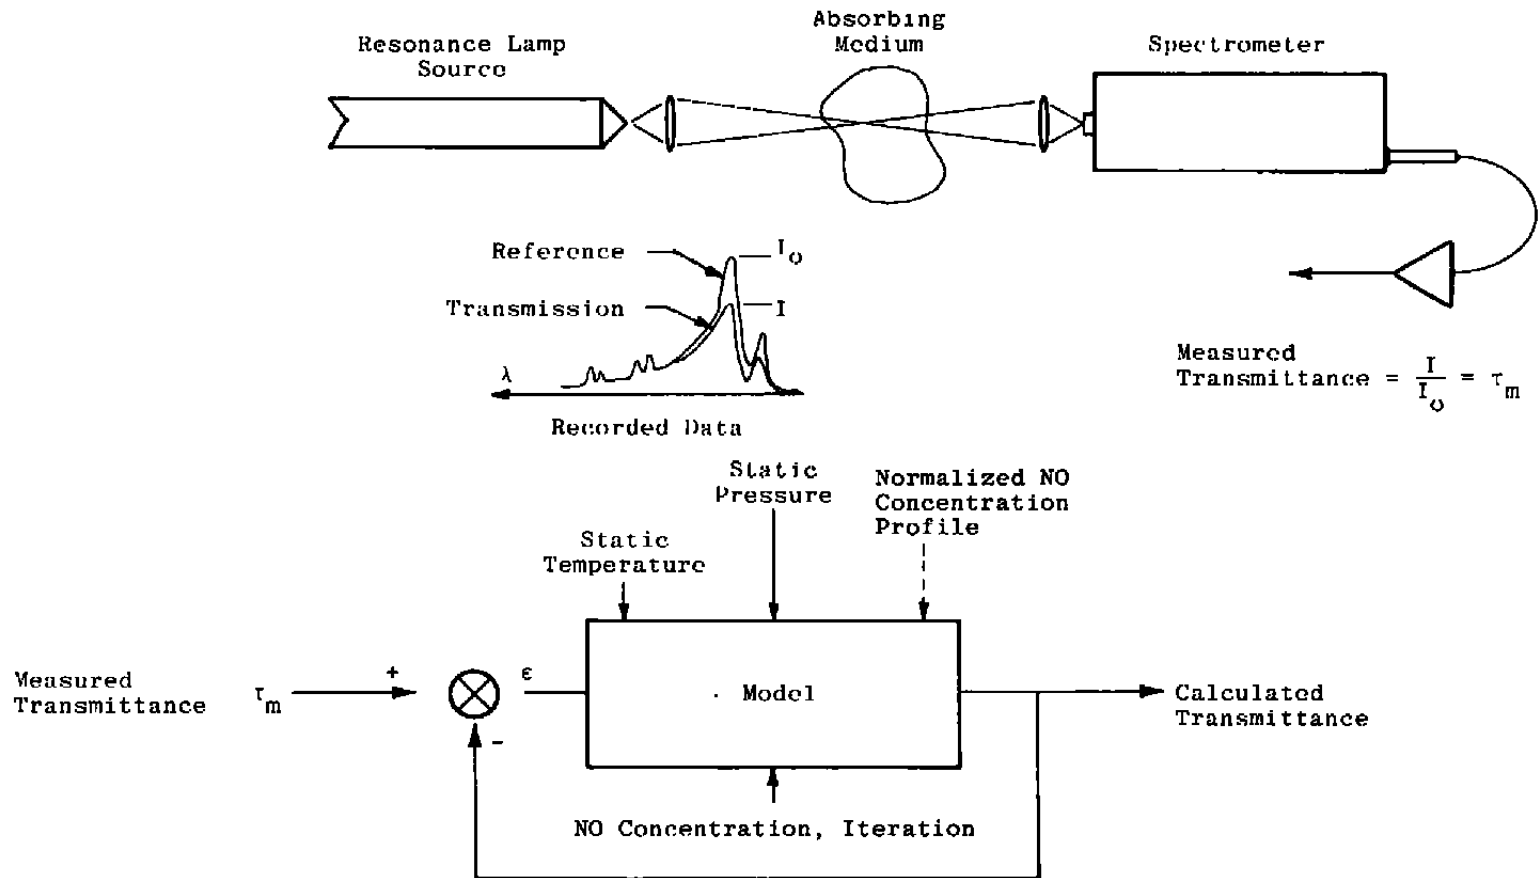 Resonance Lamp
Source
Absorbing
Medium
Spectrometer
Reference
I₀
Transmission
I
λ
Recorded Data
Measured
Transmittance = I/I₀ = τₘ
Static
Pressure
Normalized NO
Concentration
Profile
Static
Temperature
Measured
Transmittance τₘ
+
ε
-
Model
Calculated
Transmittance
NO Concentration, Iteration